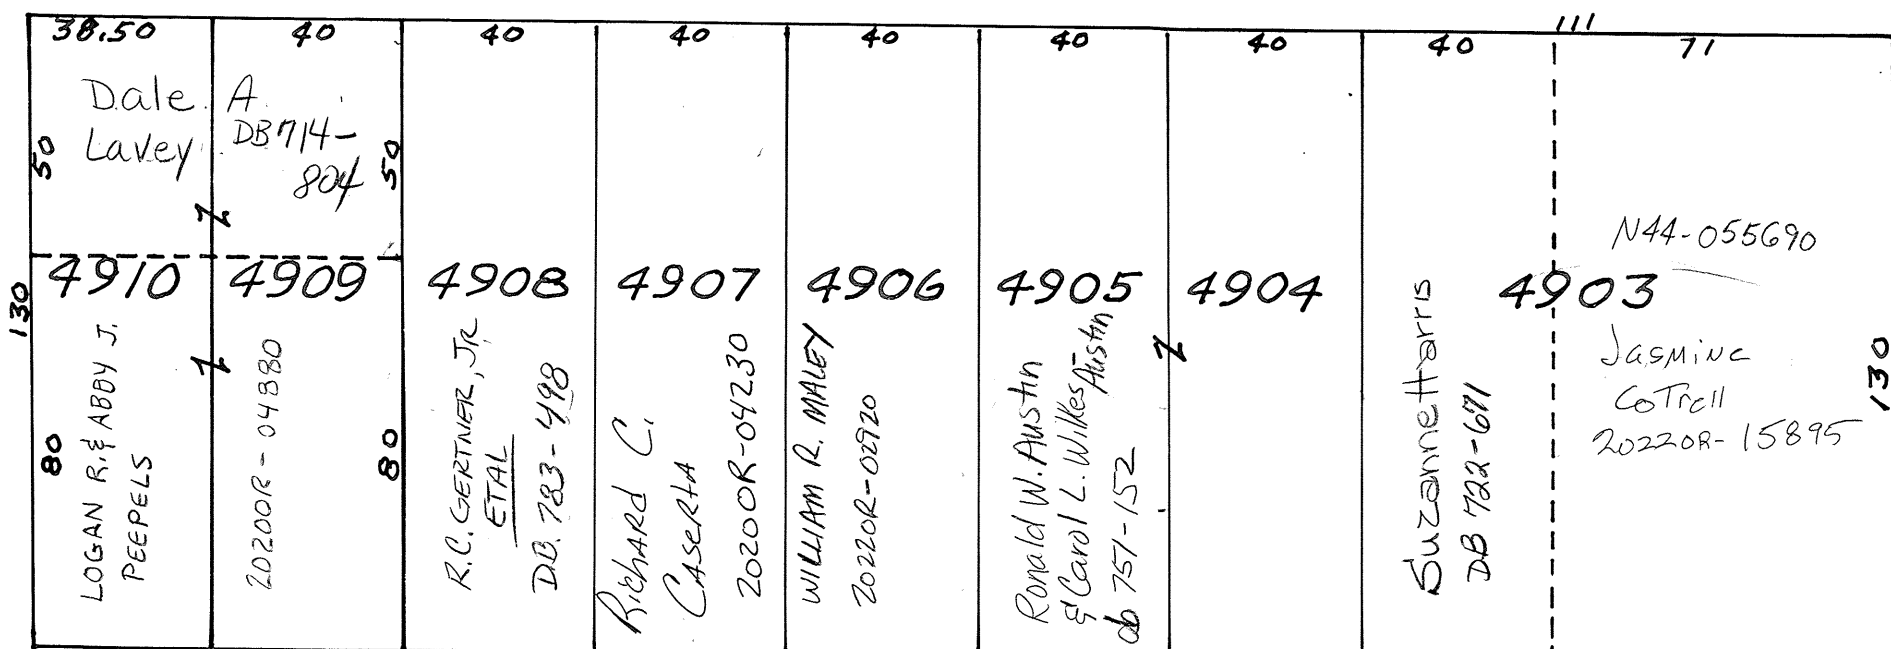 38.50
40
40
40
40
40
40
40
111
71
Dale A.
Lavey
DB 714-
804
50
50
130
4910
4909
4908
4907
4906
4905
4904
4903
N44-055690
80
80
LOGAN R. & ABBY J.
PEEPELS
2020OR-04880
R.C. GERTNER, JR
ETAL
D.B. 783-498
Richard C.
Caserta
2020OR-04230
WILLIAM R. MALEY
2022OR-02920
Ronald W. Austin
& Carol L. Wilkes Austin
db 751-152
Suzanne Harris
DB 722-671
Jasmine
Cotrell
2022OR-15895
130